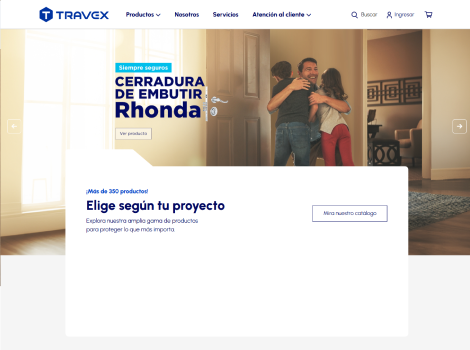 TRAVEX
Productos
Nosotros
Servicios
Atención al cliente
Buscar
Ingresar
Siempre seguros
CERRADURA
DE EMBUTIR
Rhonda
Ver producto
¡Más de 350 productos!
Elige según tu proyecto
Explora nuestra amplia gama de productos
para proteger lo que más importa
Mira nuestro catálogo